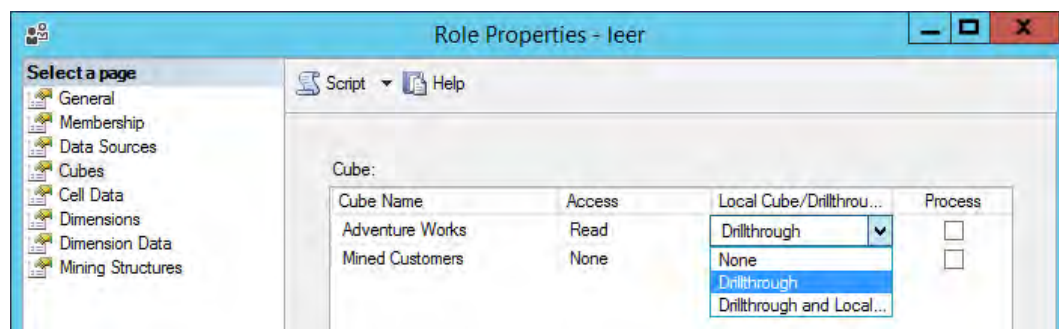 Role Properties - leer
Select a page
General
Membership
Data Sources
Cubes
Cell Data
Dimensions
Dimension Data
Mining Structures
Script Help
Cube:
Cube Name Access Local Cube/Drillthrou... Process
Adventure Works Read Drillthrough
Mined Customers None None
Drillthrough
Drillthrough and Local...